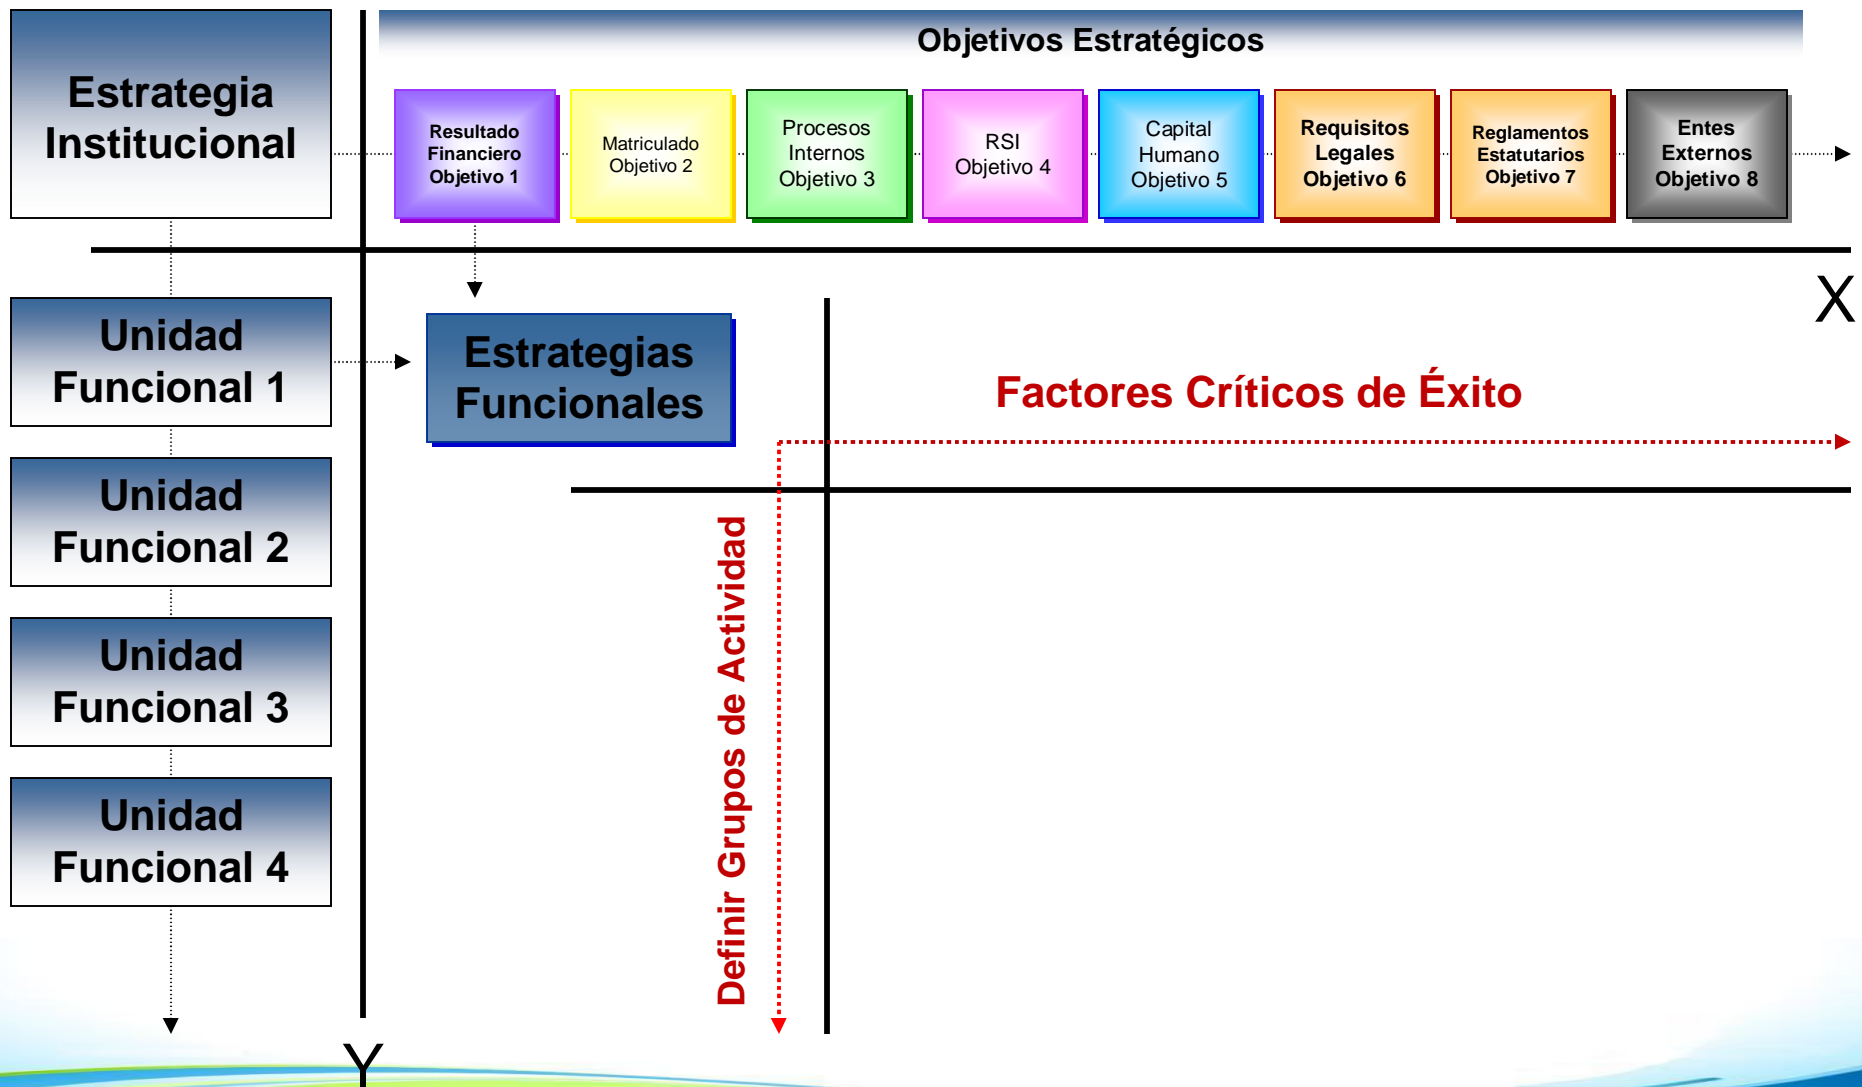 Estrategia
Institucional
Objetivos Estratégicos
Resultado
Financiero
Objetivo 1
Matriculado
Objetivo 2
Procesos
Internos
Objetivo 3
RSI
Objetivo 4
Capital
Humano
Objetivo 5
Requisitos
Legales
Objetivo 6
Reglamentos
Estatutarios
Objetivo 7
Entes
Externos
Objetivo 8
X
Unidad
Funcional 1
Estrategias
Funcionales
Factores Críticos de Éxito
Unidad
Funcional 2
Definir Grupos de Actividad
Unidad
Funcional 3
Unidad
Funcional 4
Y